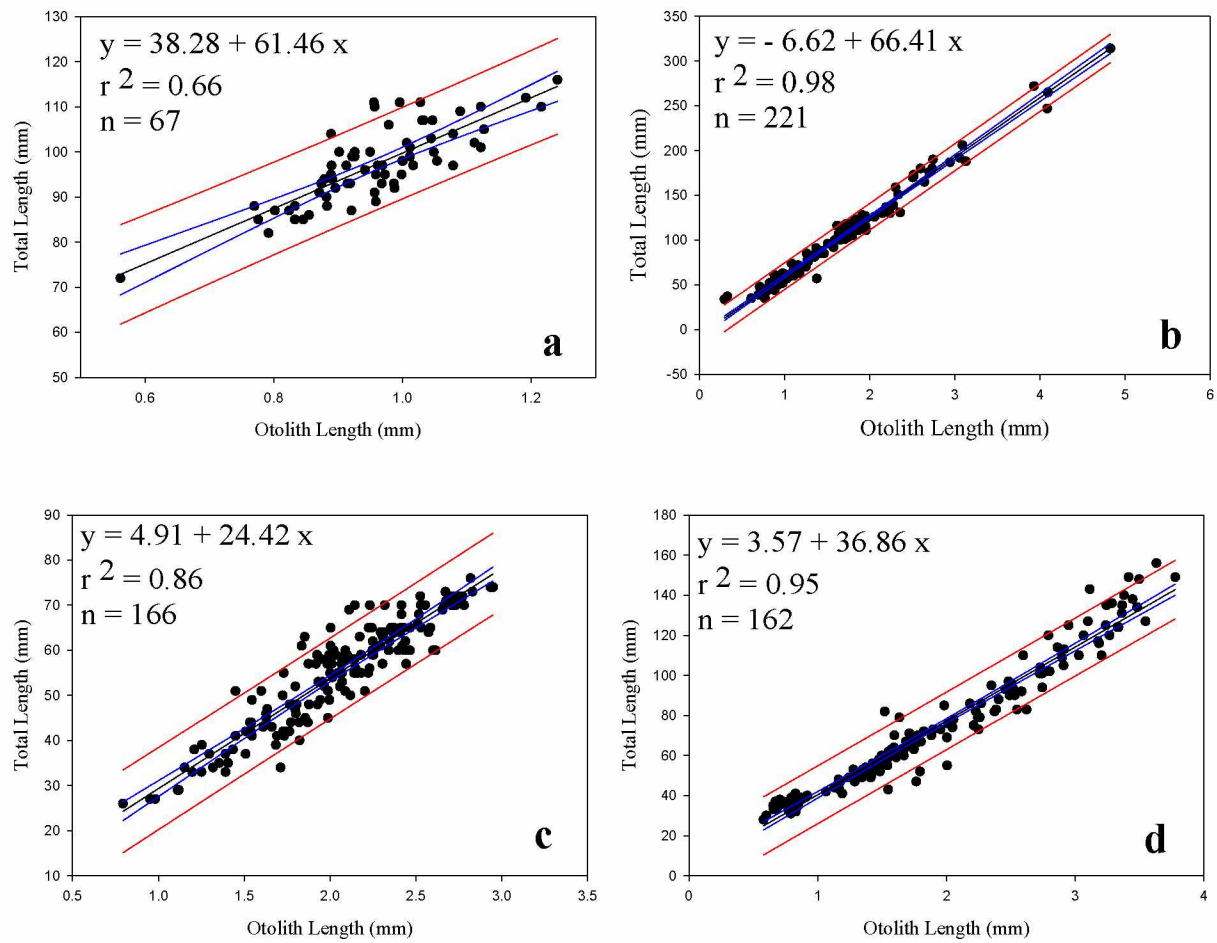 y = 38.28 + 61.46 x
r 2 = 0.66
n = 67
130
120
110
100
90
80
70
60
50
Total Length (mm)
0.6
0.8
1.0
1.2
Otolith Length (mm)
a
y = - 6.62 + 66.41 x
r 2 = 0.98
n = 221
350
300
250
200
150
100
50
0
-50
Total Length (mm)
0
1
2
3
4
5
6
Otolith Length (mm)
b
y = 4.91 + 24.42 x
r 2 = 0.86
n = 166
90
80
70
60
50
40
30
20
10
Total Length (mm)
0.5
1.0
1.5
2.0
2.5
3.0
3.5
Otolith Length (mm)
c
y = 3.57 + 36.86 x
r 2 = 0.95
n = 162
180
160
140
120
100
80
60
40
20
0
Total Length (mm)
0
1
2
3
4
Otolith Length (mm)
d